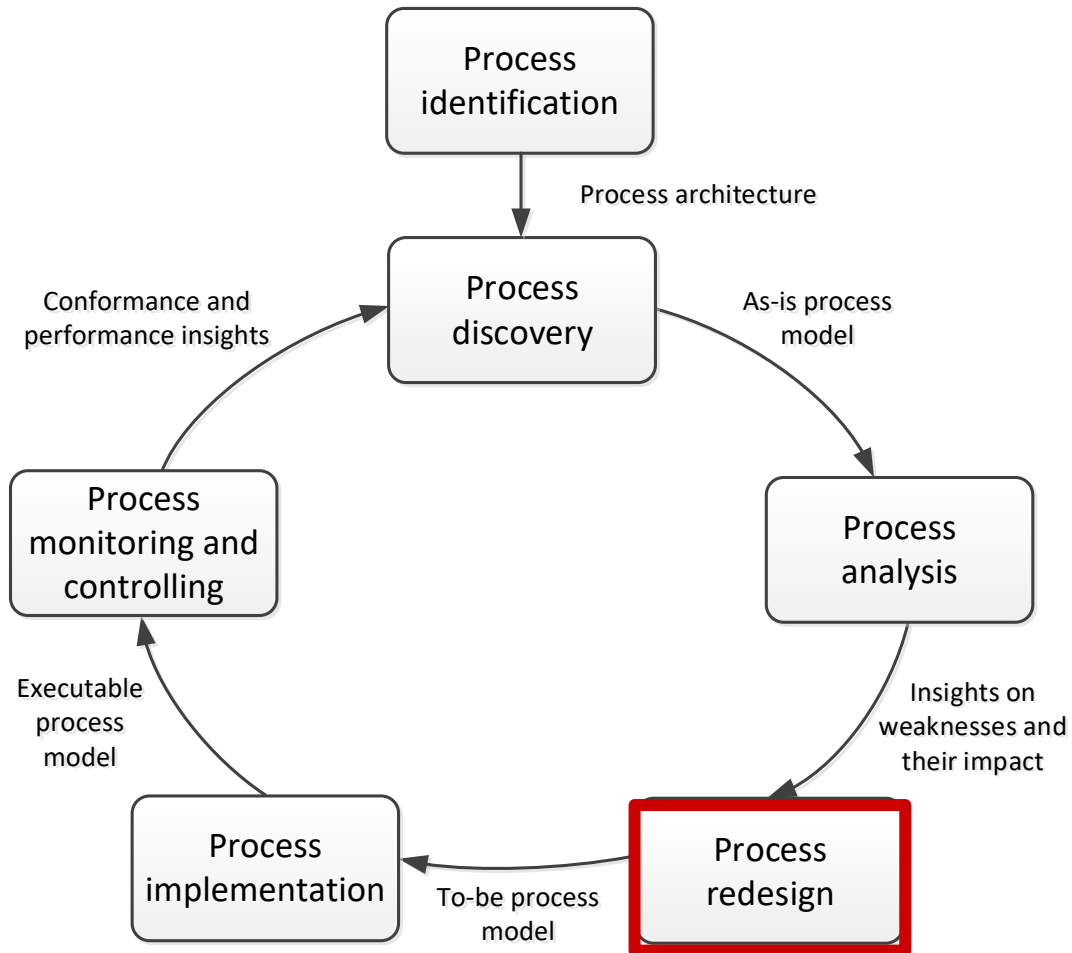 Process
identification
Process architecture
Process
discovery
Conformance and
performance insights
As-is process
model
Process
monitoring and
controlling
Process
analysis
Executable
process
model
Insights on
weaknesses and
their impact
Process
implementation
To-be process
model
Process
redesign